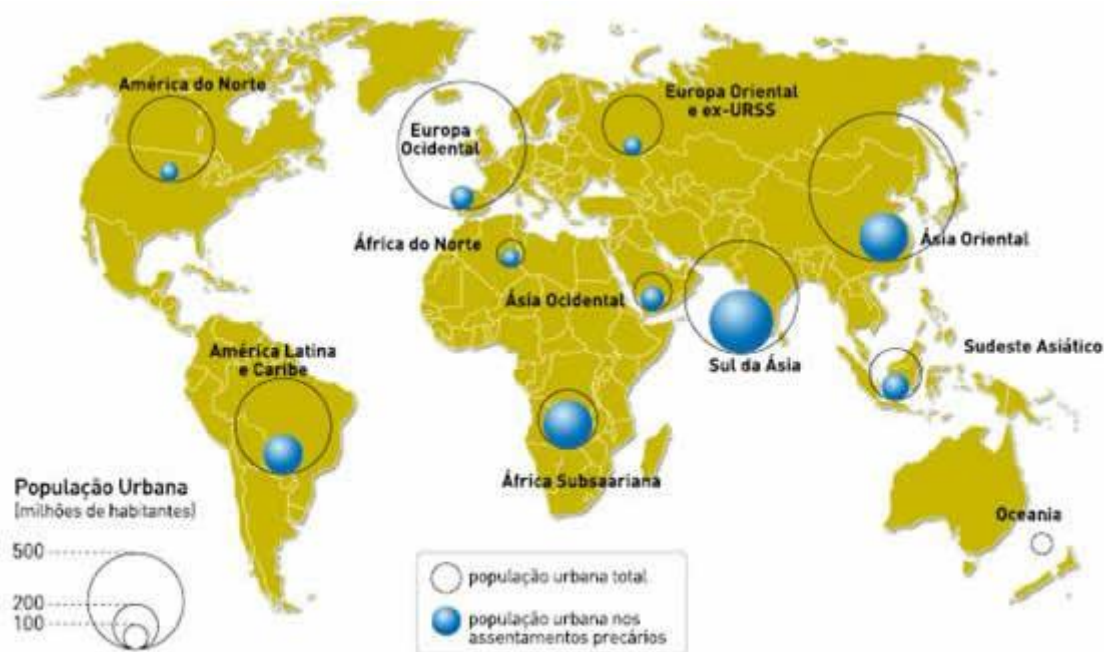 América do Norte
Europa Oriental
e ex-URSS
Europa
Ocidental
África do Norte
Ásia Oriental
Ásia Ocidental
América Latina
e Caribe
Sul da Ásia
Sudeste Asiático
África Subsaariana
Oceania
População Urbana
(milhões de habitantes)
500
200
100
população urbana total
população urbana nos
assentamentos precários